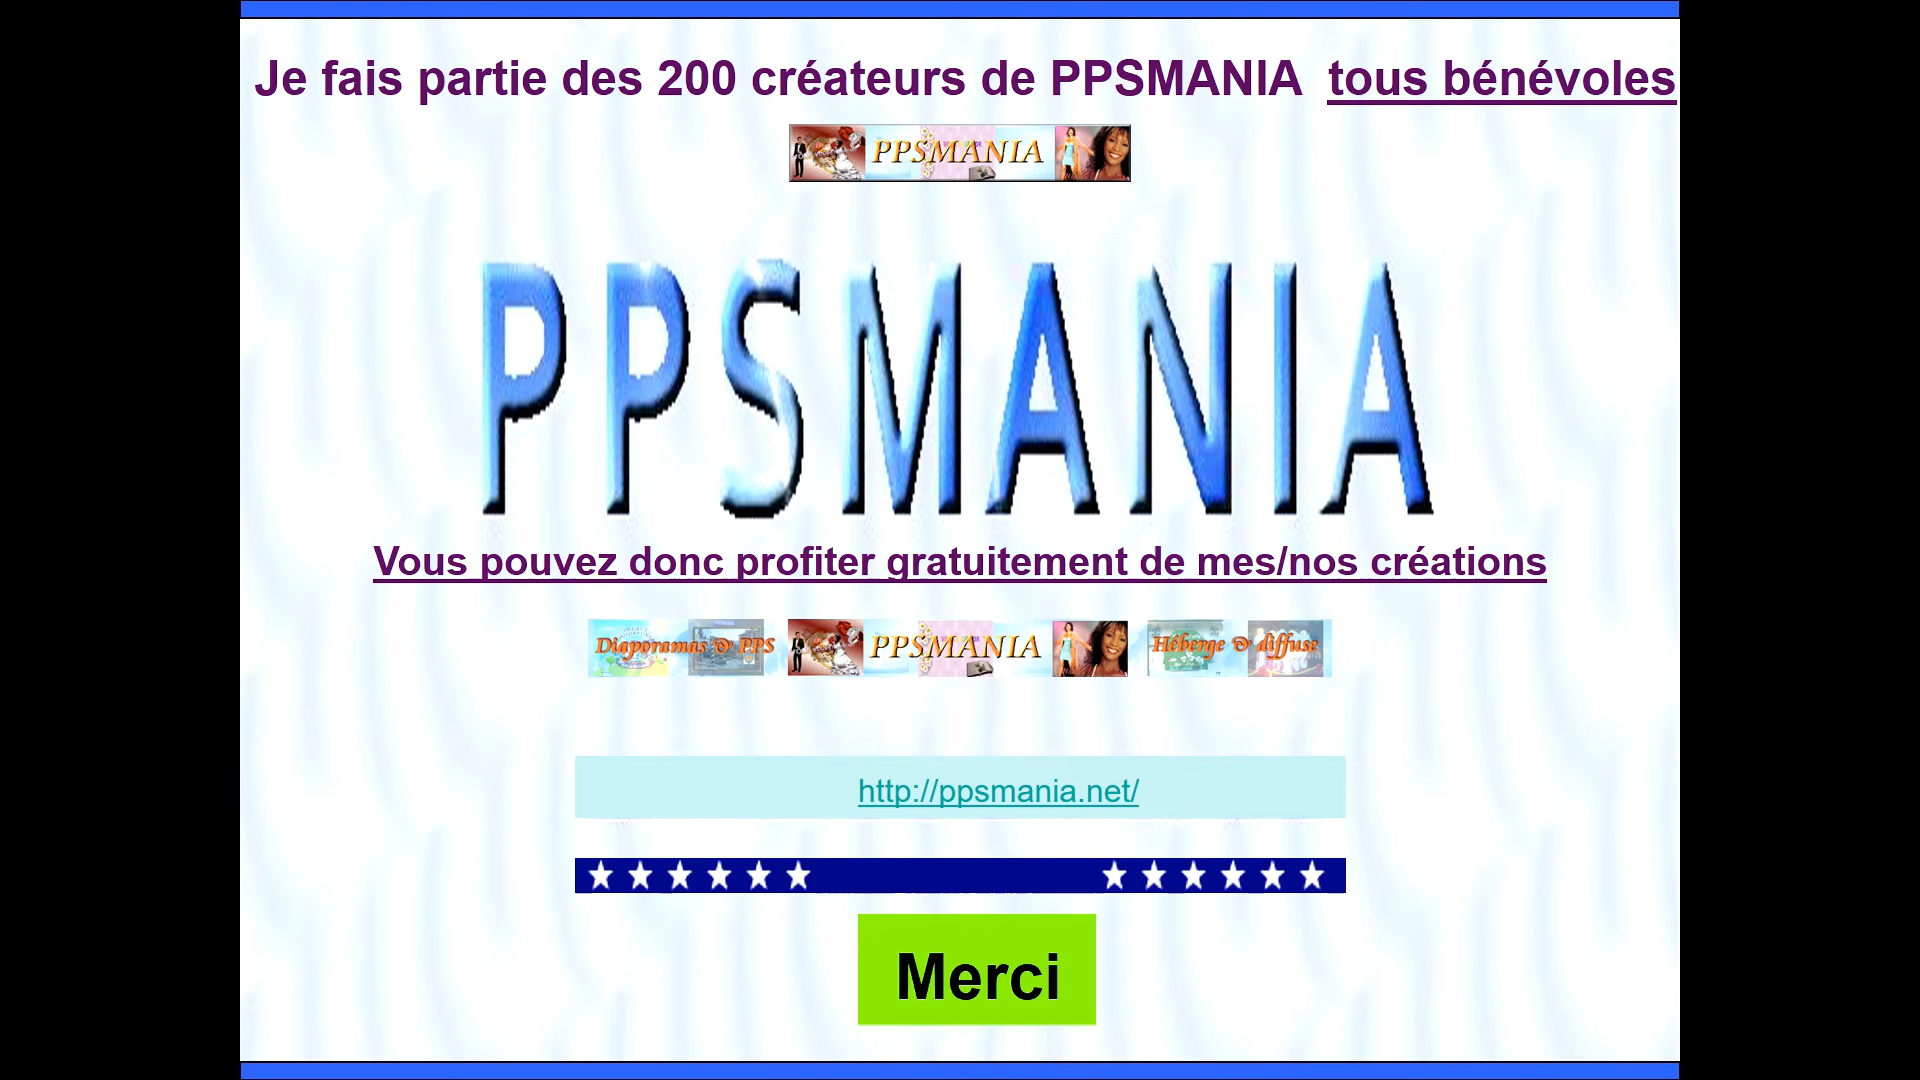 Je fais partie des 200 créateurs de PPSMANIA tous bénévoles
PPSMANIA
PPSMANIA
Vous pouvez donc profiter gratuitement de mes/nos créations
Diaporamas & PPS PPSMANIA Héberge & diffuse
http://ppsmania.net/
Merci